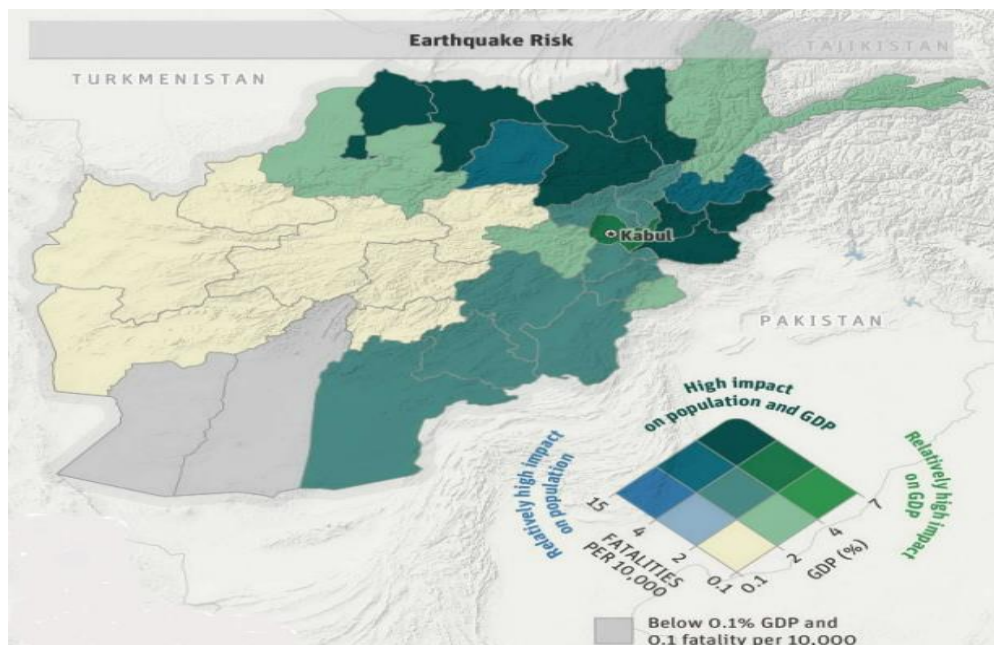 Earthquake Risk
TAJIKISTAN
TURKMENISTAN
Kabul
PAKISTAN
High impact
on population and GDP
Relatively high impact
on population
Relatively high impact
on GDP
15
4
2
0.1
FATALITIES
PER 10,000
0.1
2
4
7
GDP (%)
Below 0.1% GDP and
0.1 fatality per 10,000